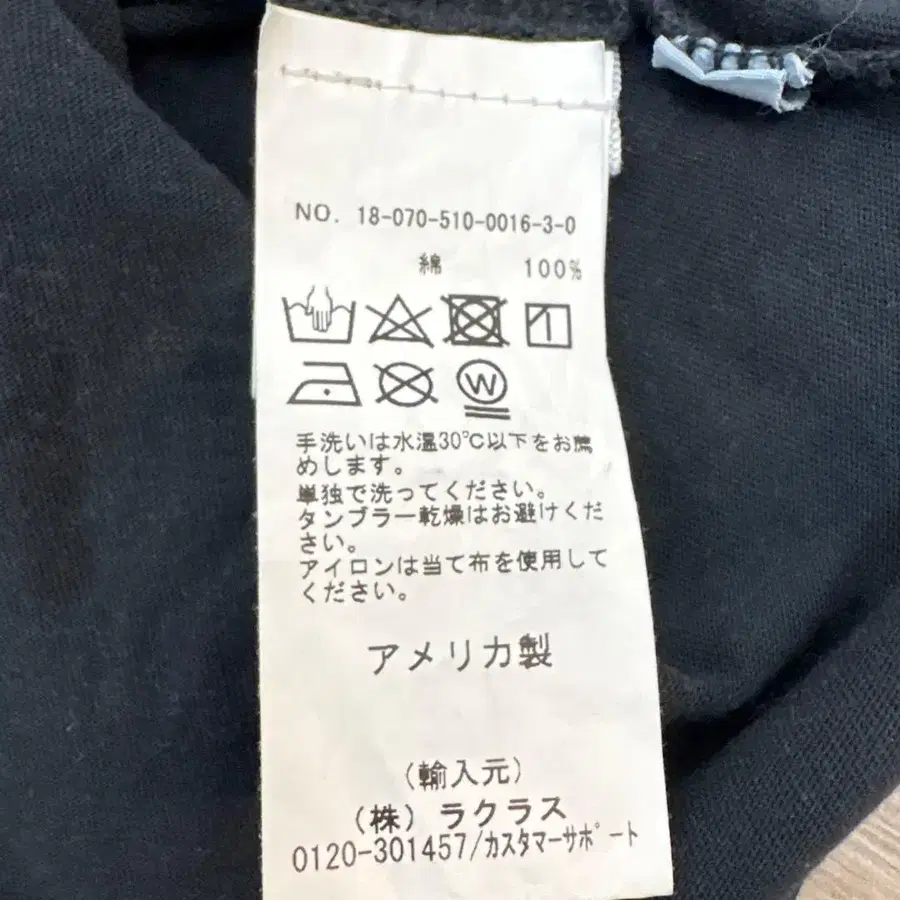 NO. 18-070-510-0016-3-0
綿 100%
W
手洗いは水温30℃以下をお薦
めします。
単独で洗ってください。
タンブラー乾燥はお避けくだ
さい。
アイロンは当て布を使用して
ください。
アメリカ製
(輸入元)
(株) ラクラス
0120-301457/カスタマーサポート